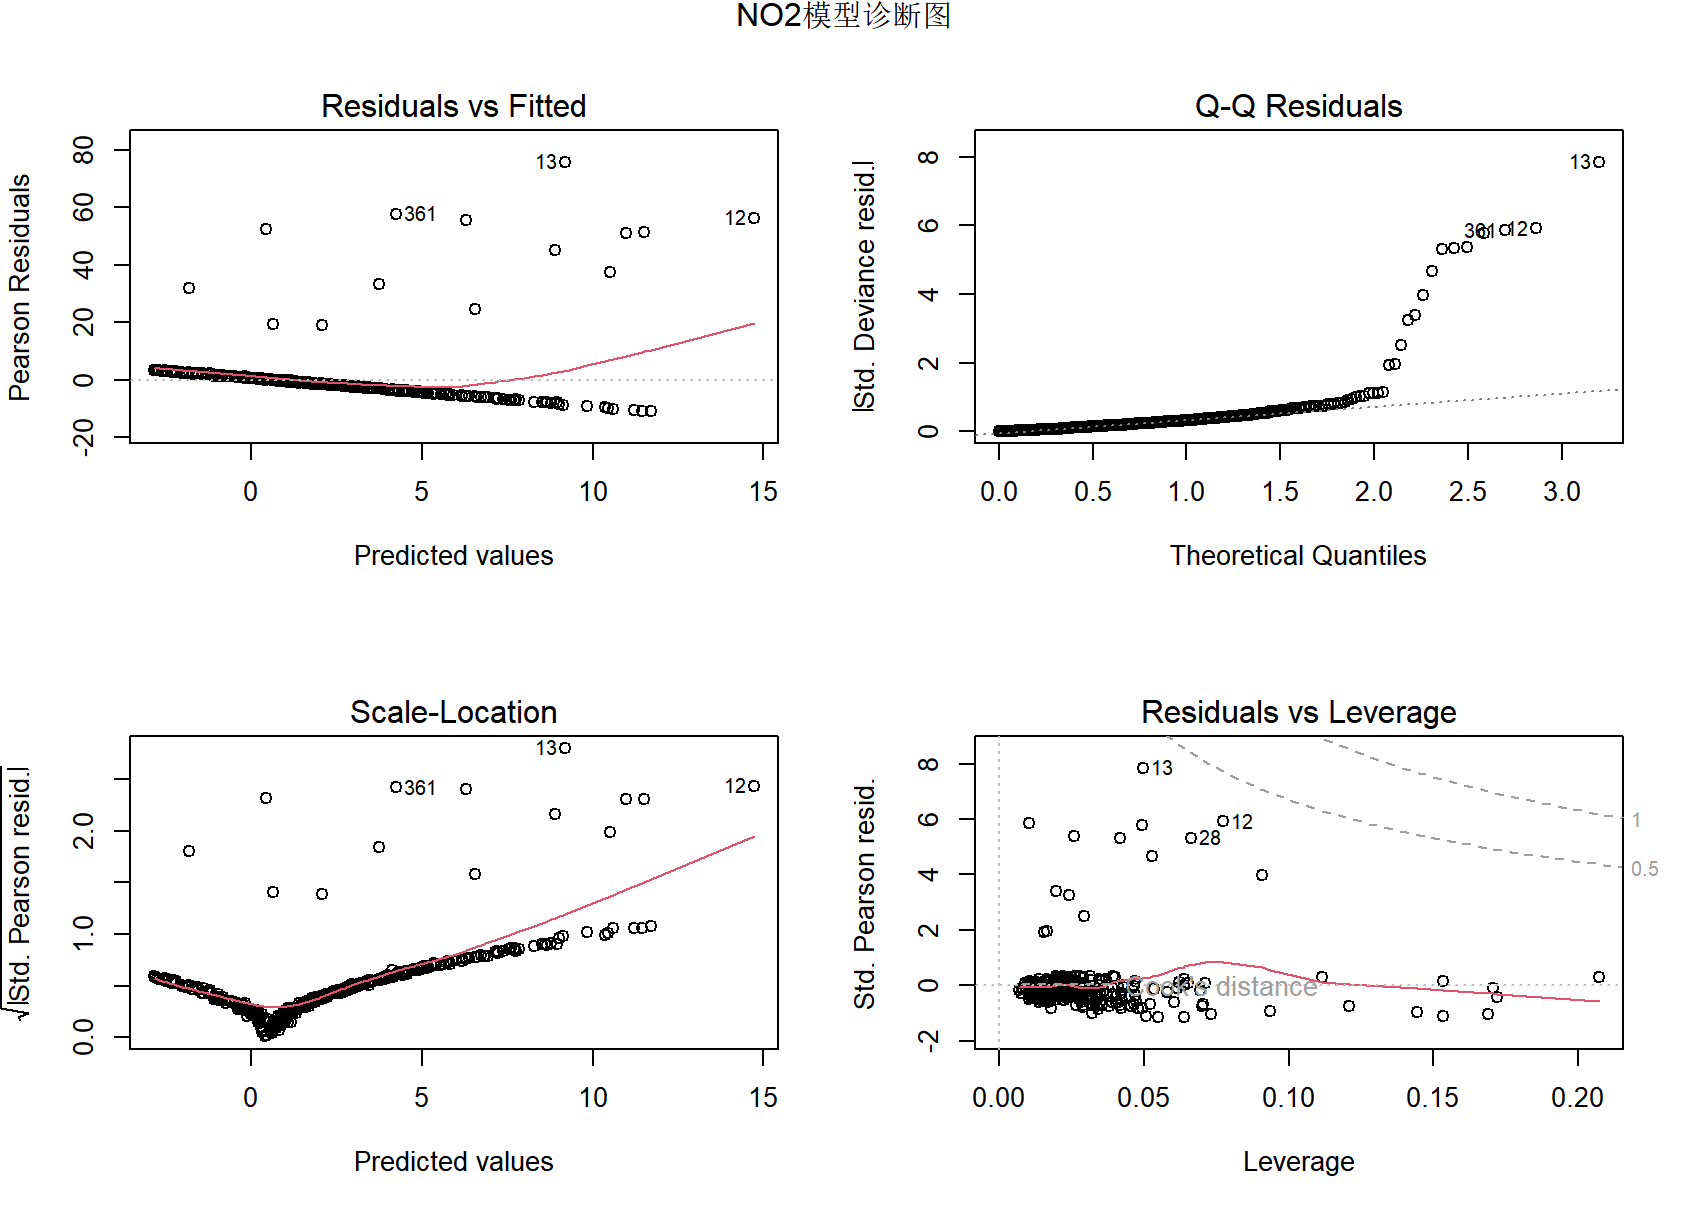 NO2模型诊断图
Residuals vs Fitted
Pearson Residuals
80
60
40
20
0
-20
13
361
12
0 5 10 15
Predicted values
Q-Q Residuals
|Std. Deviance resid.|
8
6
4
2
0
13
361
12
0.0 0.5 1.0 1.5 2.0 2.5 3.0
Theoretical Quantiles
Scale-Location
√|Std. Pearson resid.|
2.0
1.0
0.0
13
361
12
0 5 10 15
Predicted values
Residuals vs Leverage
Std. Pearson resid.
8
6
4
2
0
-2
13
12
28
1
0.5
Cook's distance
0.00 0.05 0.10 0.15 0.20
Leverage